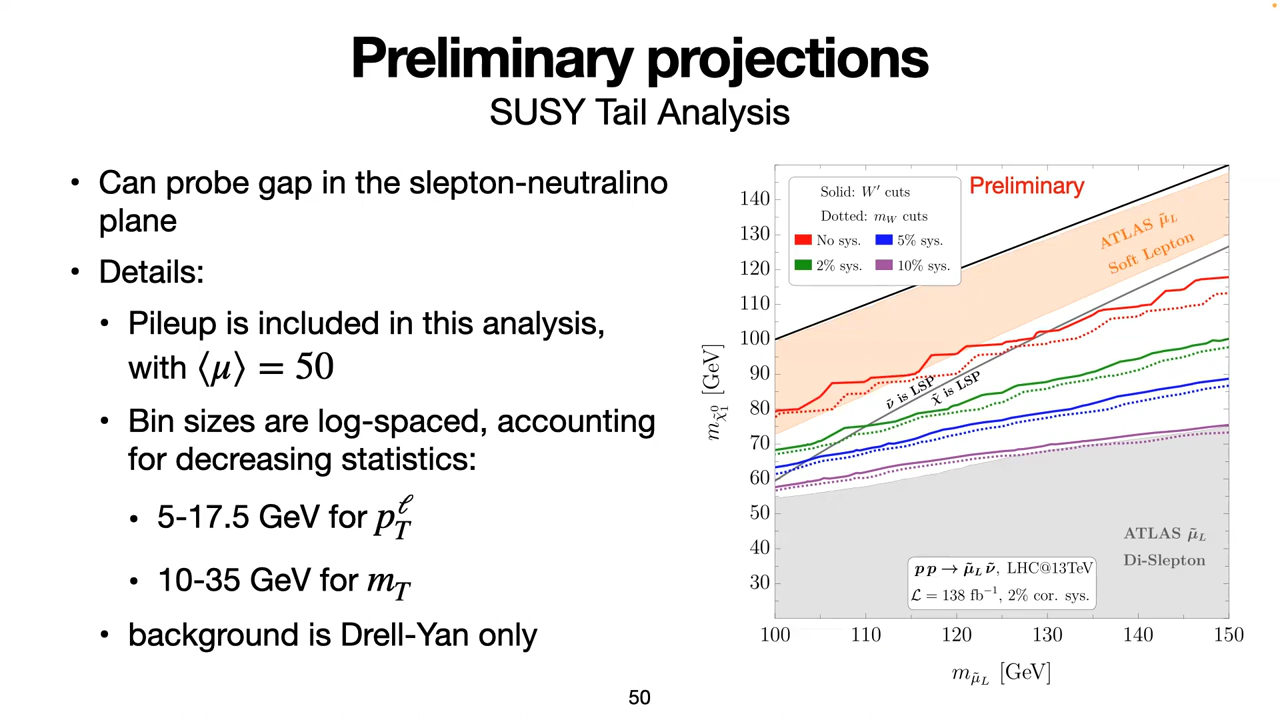 Preliminary projections
SUSY Tail Analysis
• Can probe gap in the slepton-neutralino
plane
• Details:
• Pileup is included in this analysis,
with ⟨μ⟩ = 50
• Bin sizes are log-spaced, accounting
for decreasing statistics:
• 5-17.5 GeV for p_T^ℓ
• 10-35 GeV for m_T
• background is Drell-Yan only
Solid: W′ cuts
Dotted: m_W cuts
No sys. 5% sys.
2% sys. 10% sys.
Preliminary
ATLAS μ̃_L
Soft Lepton
ν̃ is LSP
χ̃ is LSP
ATLAS μ̃_L
Di-Slepton
p p → μ̃_L ν̃, LHC@13TeV
ℒ = 138 fb⁻¹, 2% cor. sys.
140
130
120
110
100
90
80
70
60
50
40
30
m_χ̃₁⁰ [GeV]
100 110 120 130 140 150
m_μ̃_L [GeV]
50